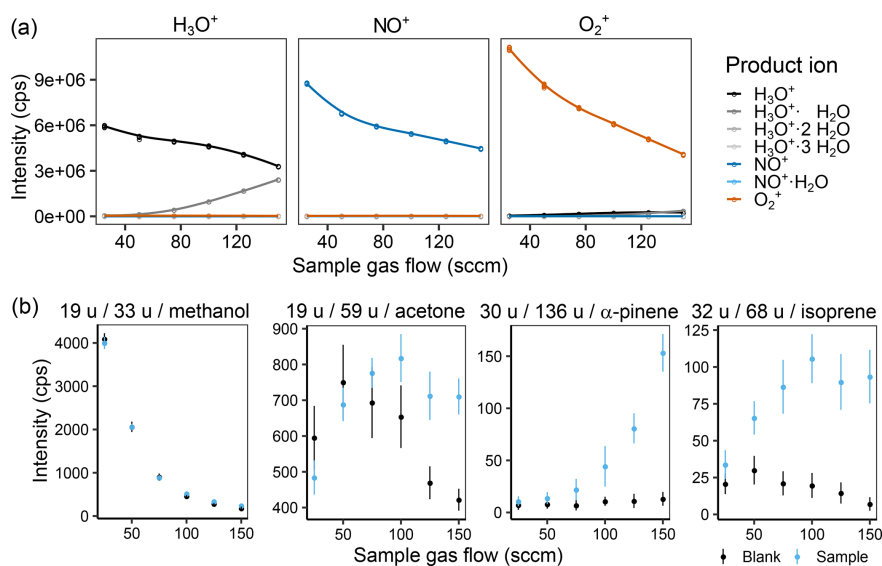 (a)
H₃O⁺ NO⁺ O₂⁺
Intensity (cps)
9e+06
6e+06
3e+06
0e+00
40 80 120 40 80 120 40 80 120
Sample gas flow (sccm)
Product ion
H₃O⁺
H₃O⁺· H₂O
H₃O⁺·2 H₂O
H₃O⁺·3 H₂O
NO⁺
NO⁺·H₂O
O₂⁺
(b)
19 u / 33 u / methanol 19 u / 59 u / acetone 30 u / 136 u / α-pinene 32 u / 68 u / isoprene
Intensity (cps)
4000
3000
2000
1000
0
900
800
700
600
500
400
150
100
50
0
125
100
75
50
25
0
50 100 150 50 100 150 50 100 150 50 100 150
Sample gas flow (sccm)
Blank Sample